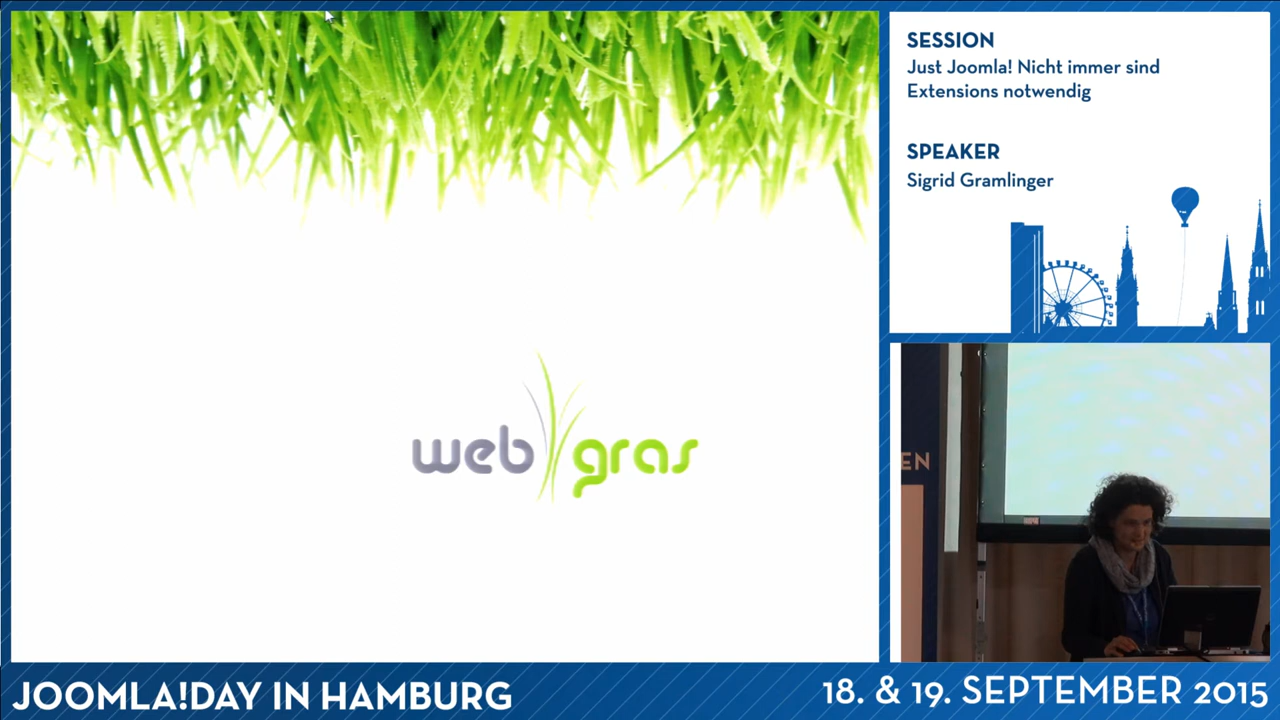 SESSION
Just Joomla! Nicht immer sind
Extensions notwendig
SPEAKER
Sigrid Gramlinger
web gras
EN
JOOMLA!DAY IN HAMBURG
18. & 19. SEPTEMBER 2015